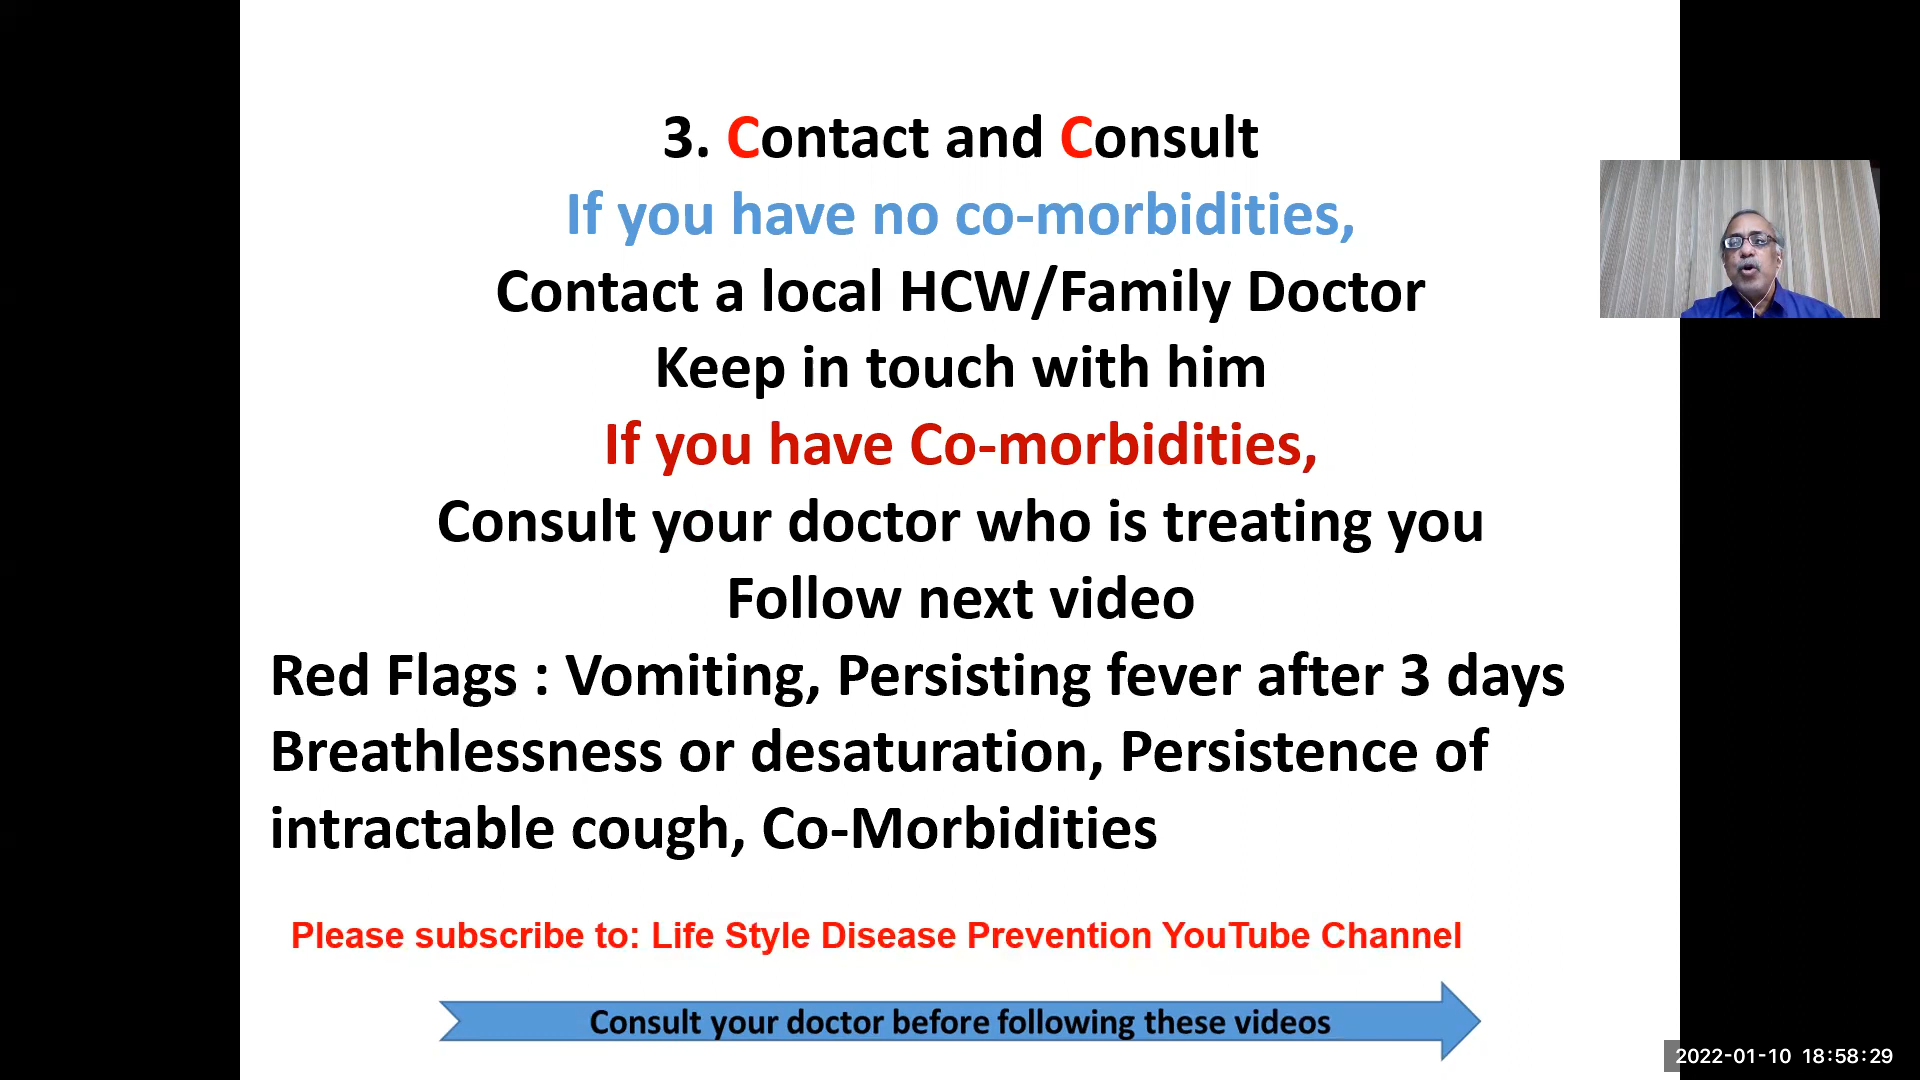 3. Contact and Consult
If you have no co-morbidities,
Contact a local HCW/Family Doctor
Keep in touch with him
If you have Co-morbidities,
Consult your doctor who is treating you
Follow next video
Red Flags : Vomiting, Persisting fever after 3 days
Breathlessness or desaturation, Persistence of
intractable cough, Co-Morbidities
Please subscribe to: Life Style Disease Prevention YouTube Channel
Consult your doctor before following these videos
2022-01-10 18:58:29